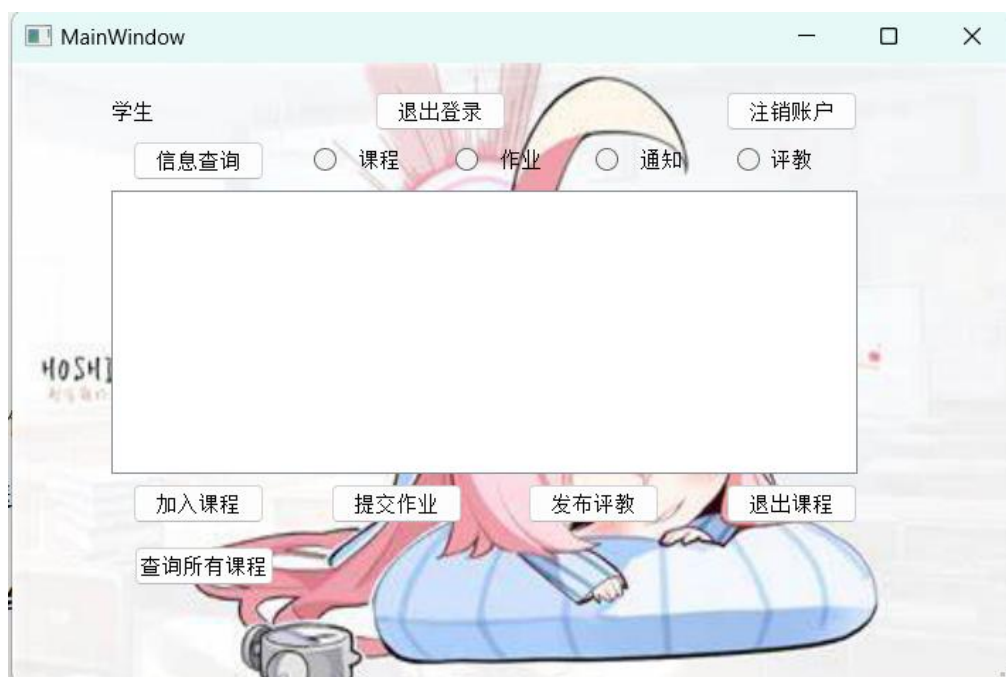 MainWindow
学生 退出登录 注销账户
信息查询 课程 作业 通知 评教
加入课程 提交作业 发布评教 退出课程
查询所有课程